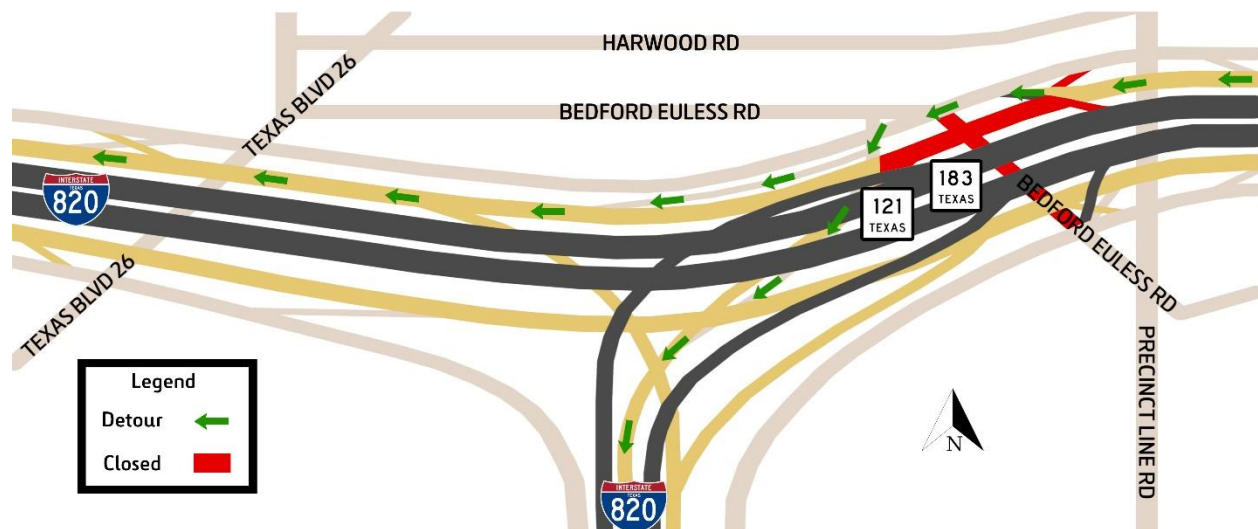 HARWOOD RD
TEXAS BLVD 26
BEDFORD EULESS RD
INTERSTATE
TEXAS
820
183
TEXAS
121
TEXAS
BEDFORD EULESS RD
TEXAS BLVD 26
PRECINCT LINE RD
Legend
Detour
Closed
N
INTERSTATE
TEXAS
820